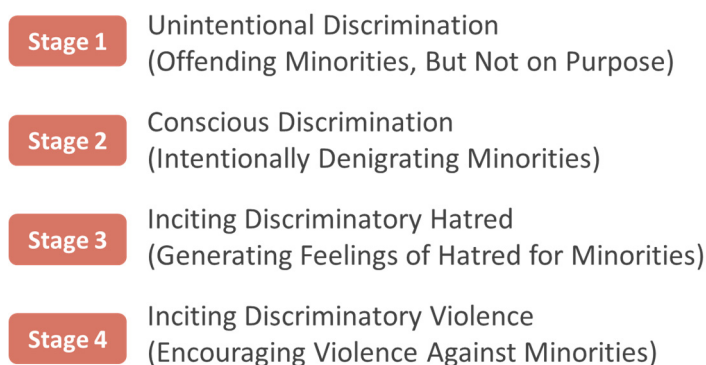 Stage 1
Unintentional Discrimination
(Offending Minorities, But Not on Purpose)
Stage 2
Conscious Discrimination
(Intentionally Denigrating Minorities)
Stage 3
Inciting Discriminatory Hatred
(Generating Feelings of Hatred for Minorities)
Stage 4
Inciting Discriminatory Violence
(Encouraging Violence Against Minorities)